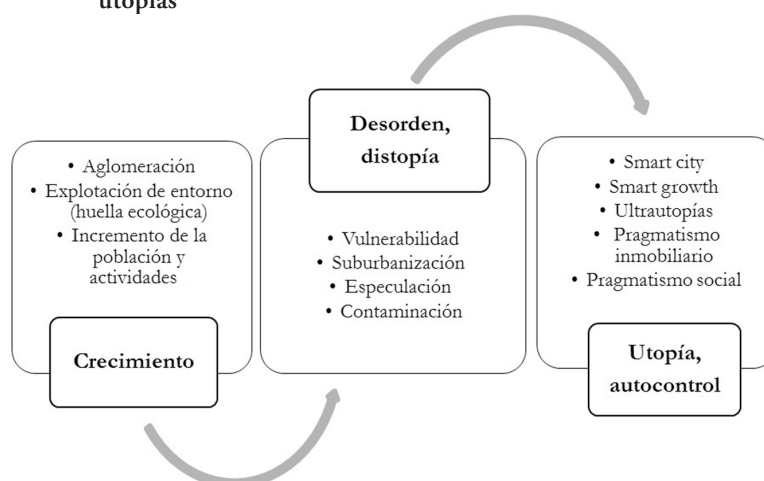 utopías
• Aglomeración
• Explotación de entorno
(huella ecológica)
• Incremento de la
población y
actividades
Crecimiento
Desorden,
distopía
• Vulnerabilidad
• Suburbanización
• Especulación
• Contaminación
• Smart city
• Smart growth
• Ultrautopías
• Pragmatismo
inmobiliario
• Pragmatismo social
Utopía,
autocontrol